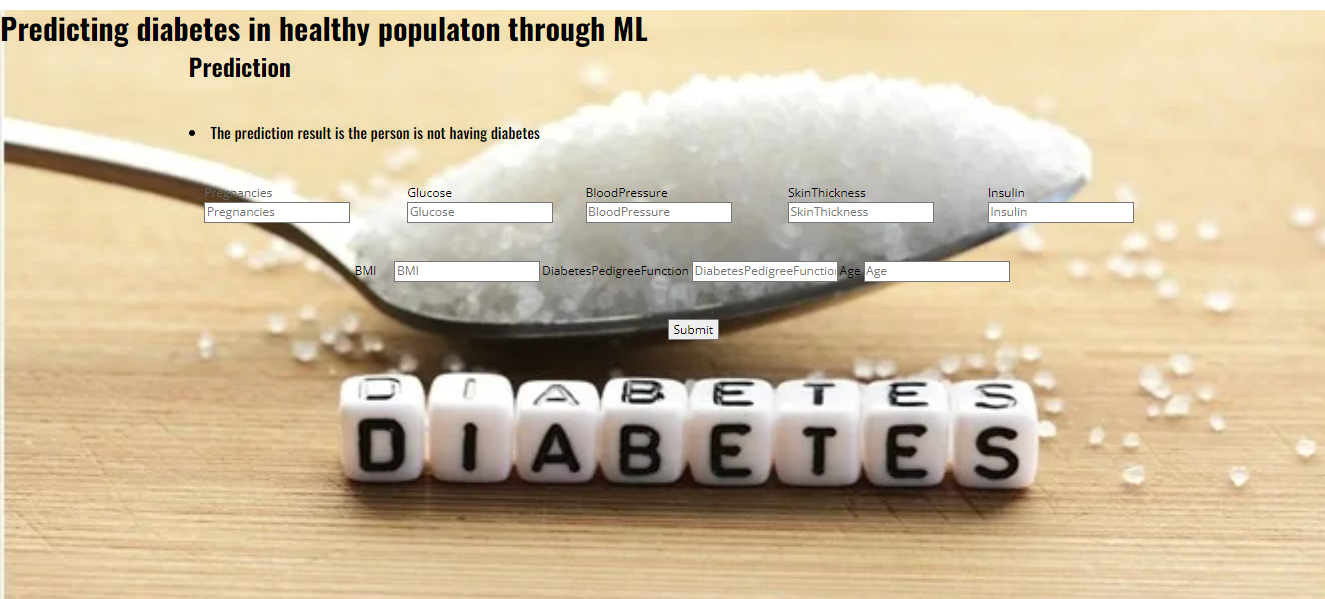 Predicting diabetes in healthy populaton through ML
Prediction
The prediction result is the person is not having diabetes
Pregnancies Glucose BloodPressure SkinThickness Insulin
Pregnancies Glucose BloodPressure SkinThickness Insulin
BMI BMI DiabetesPedigreeFunction DiabetesPedigreeFunctio Age Age
Submit
D I A B E T E S
D I A B E T E S